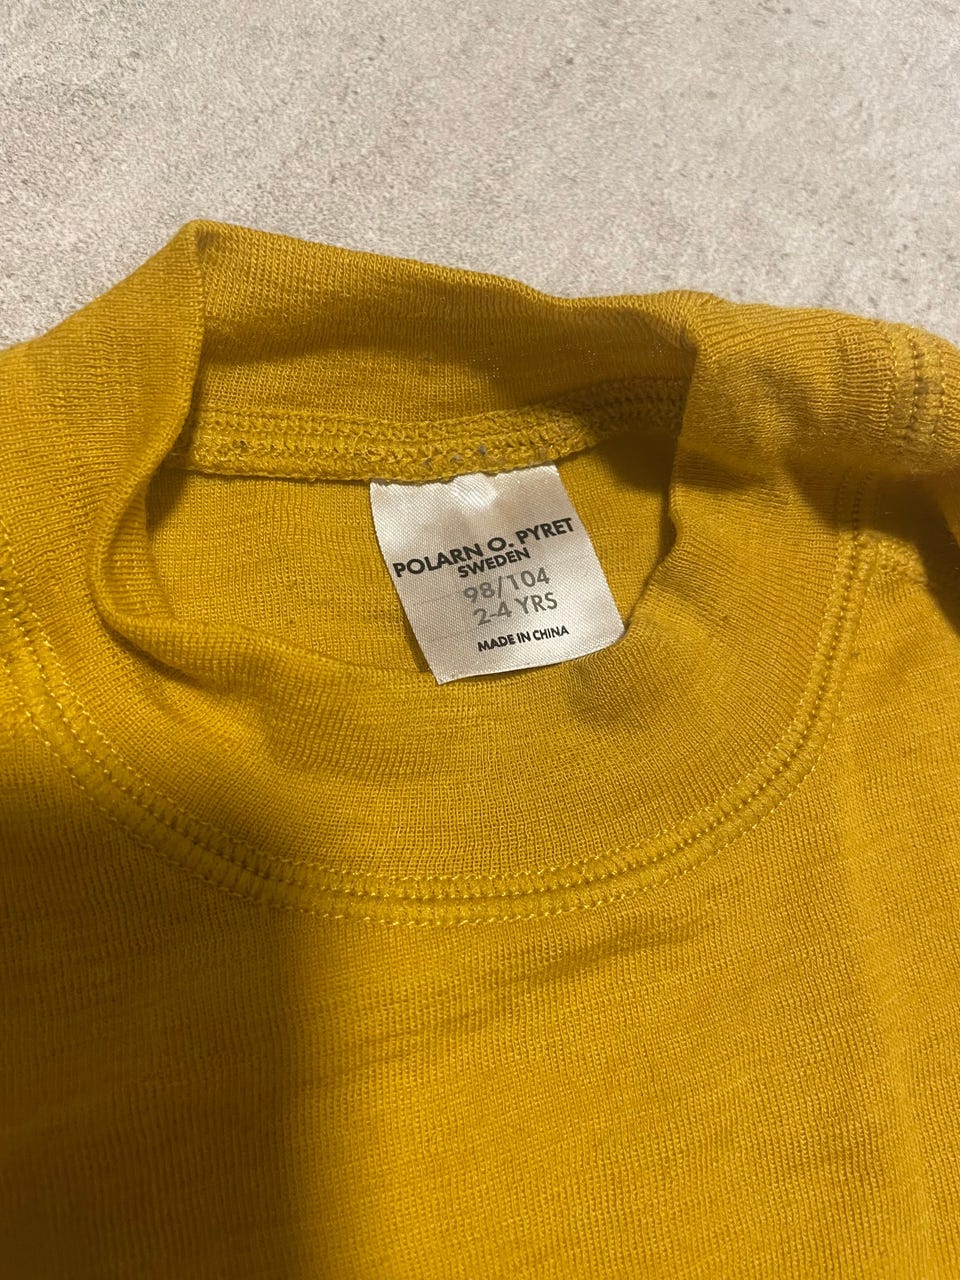 POLARN O. PYRET
SWEDEN
98/104
2-4 YRS
MADE IN CHINA